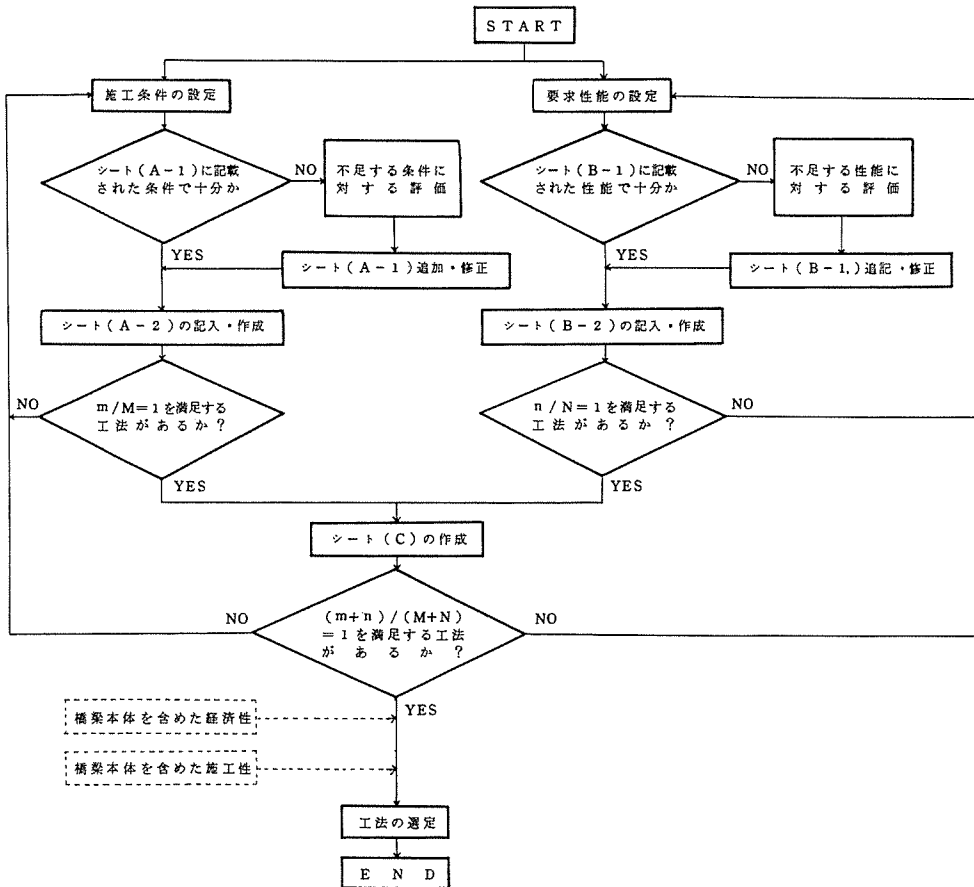 START
施工条件の設定
要求性能の設定
シート(A-1)に記載
された条件で十分か
NO
不足する条件に
対する評価
シート(B-1)に記載
された性能で十分か
NO
不足する性能に
対する評価
YES
シート(A-1)追加・修正
YES
シート(B-1.)追記・修正
シート(A-2)の記入・作成
シート(B-2)の記入・作成
NO
m/M=1を満足する
工法があるか?
n/N=1を満足する
工法があるか?
NO
YES
YES
シート(C)の作成
NO
(m+n)/(M+N)
=1を満足する工法
があるか?
NO
YES
橋梁本体を含めた経済性
橋梁本体を含めた施工性
工法の選定
END